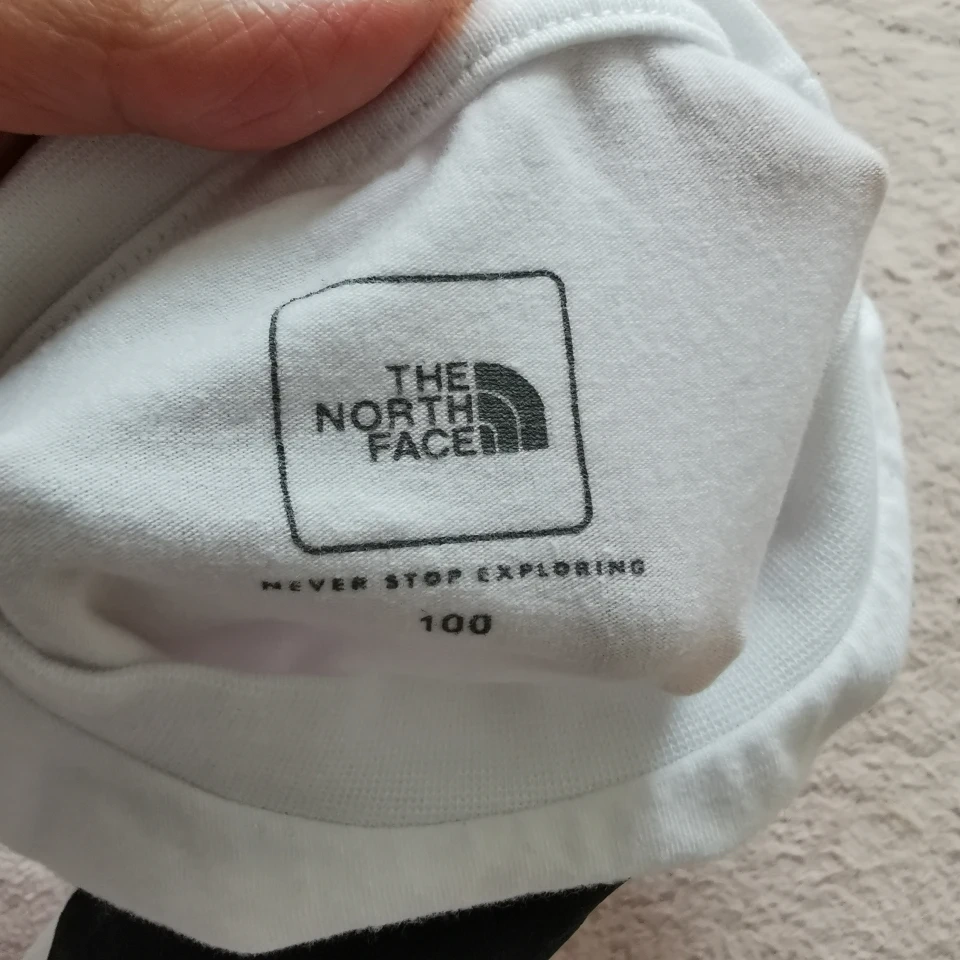 THE
NORTH
FACE
NEVER STOP EXPLORING
100